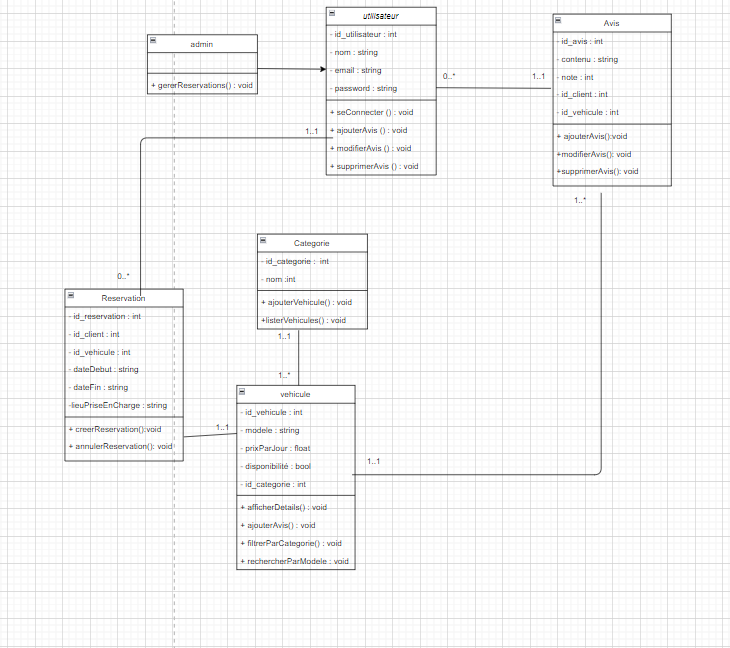 admin
+ gererReservations() : void
utilisateur
- id_utilisateur : int
- nom : string
- email : string
- password : string
+ seConnecter () : void
+ ajouterAvis () : void
+ modifierAvis () : void
+ supprimerAvis () : void
0..*
1..1
Avis
- id_avis : int
- contenu : string
- note : int
- id_client : int
- id_vehicule : int
+ ajouterAvis():void
+modifierAvis(): void
+supprimerAvis(): void
1..*
1..1
0..*
Categorie
- id_categorie : int
- nom :int
+ ajouterVehicule() : void
+listerVehicules() : void
1..1
1..*
Reservation
- id_reservation : int
- id_client : int
- id_vehicule : int
- dateDebut : string
- dateFin : string
-lieuPriseEnCharge : string
+ creerReservation():void
+ annulerReservation(): void
1..1
vehicule
- id_vehicule : int
- modele : string
- prixParJour : float
- disponibilité : bool
- id_categorie : int
+ afficherDetails() : void
+ ajouterAvis() : void
+ filtrerParCategorie() : void
+ rechercherParModele : void
1..1